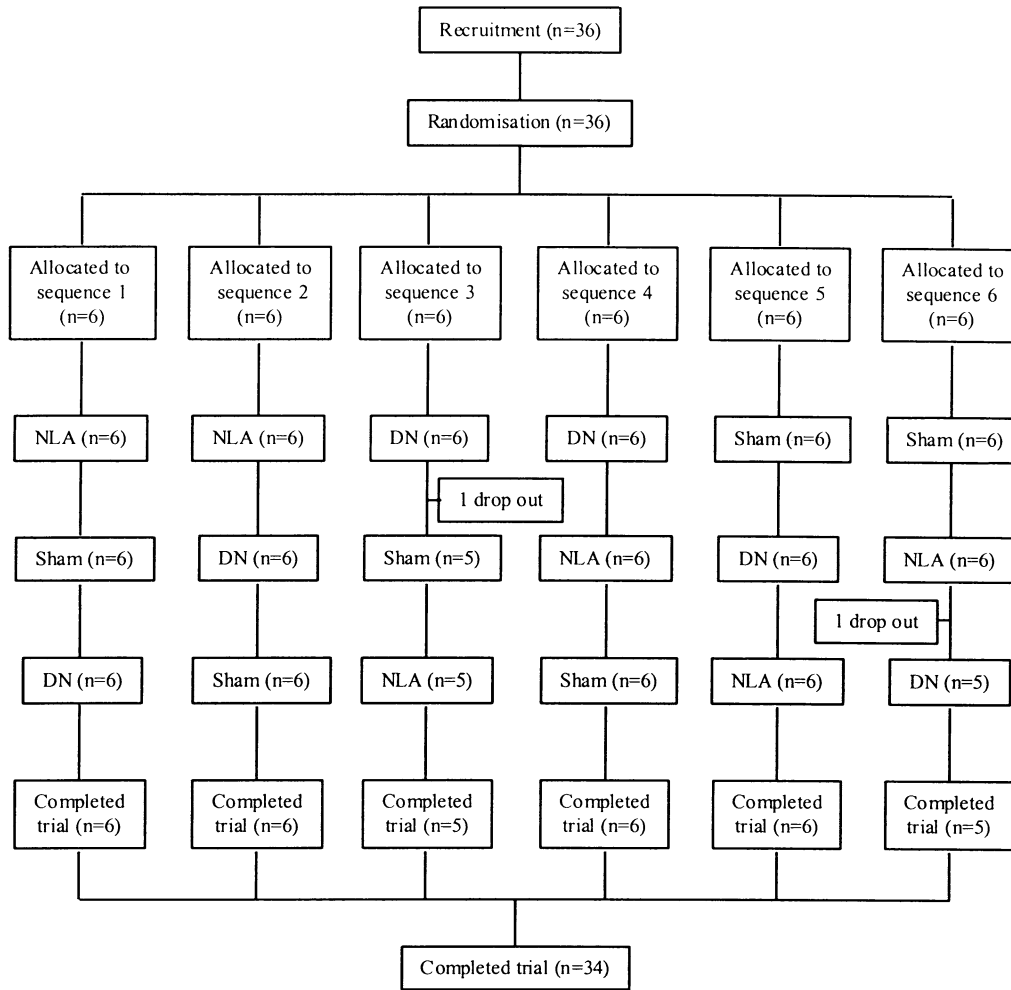 Recruitment (n=36)
Randomisation (n=36)
Allocated to
sequence 1
(n=6)
Allocated to
sequence 2
(n=6)
Allocated to
sequence 3
(n=6)
Allocated to
sequence 4
(n=6)
Allocated to
sequence 5
(n=6)
Allocated to
sequence 6
(n=6)
NLA (n=6)
NLA (n=6)
DN (n=6)
DN (n=6)
Sham (n=6)
Sham (n=6)
1 drop out
Sham (n=6)
DN (n=6)
Sham (n=5)
NLA (n=6)
DN (n=6)
NLA (n=6)
1 drop out
DN (n=6)
Sham (n=6)
NLA (n=5)
Sham (n=6)
NLA (n=6)
DN (n=5)
Completed
trial (n=6)
Completed
trial (n=6)
Completed
trial (n=5)
Completed
trial (n=6)
Completed
trial (n=6)
Completed
trial (n=5)
Completed trial (n=34)